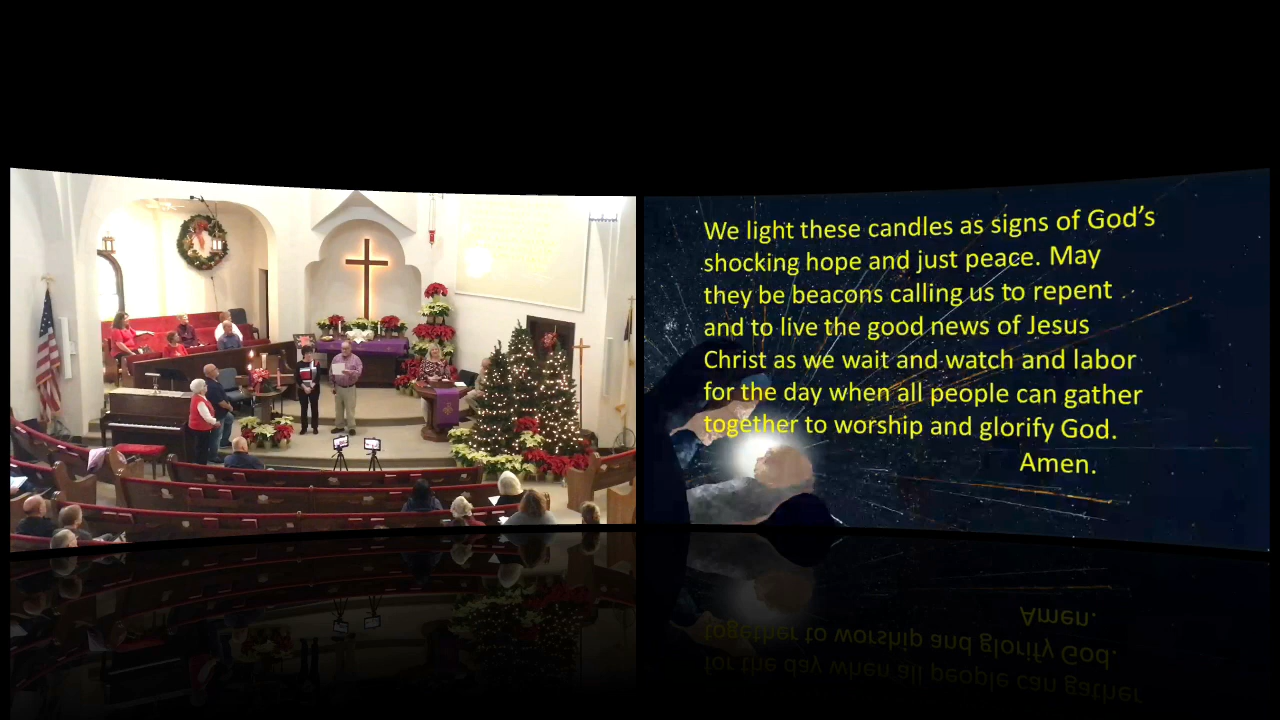 We light these candles as signs of God's
shocking hope and just peace. May
they be beacons calling us to repent
and to live the good news of Jesus
Christ as we wait and watch and labor
for the day when all people can gather
together to worship and glorify God.
Amen.